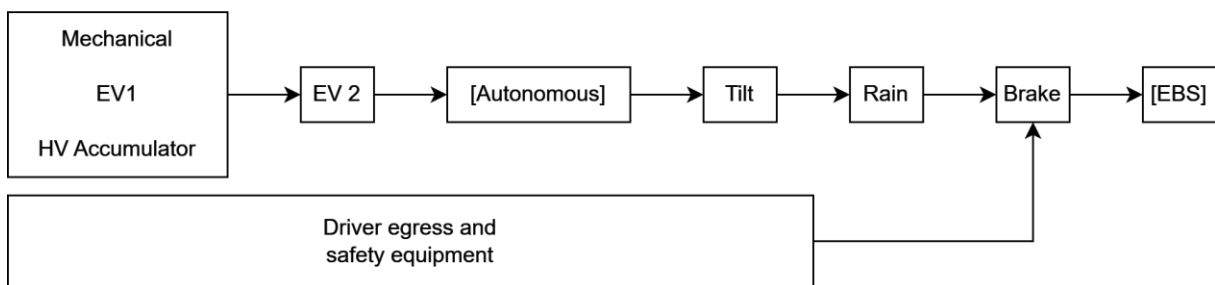 Mechanical
EV1
HV Accumulator
EV 2
[Autonomous]
Tilt
Rain
Brake
[EBS]
Driver egress and
safety equipment